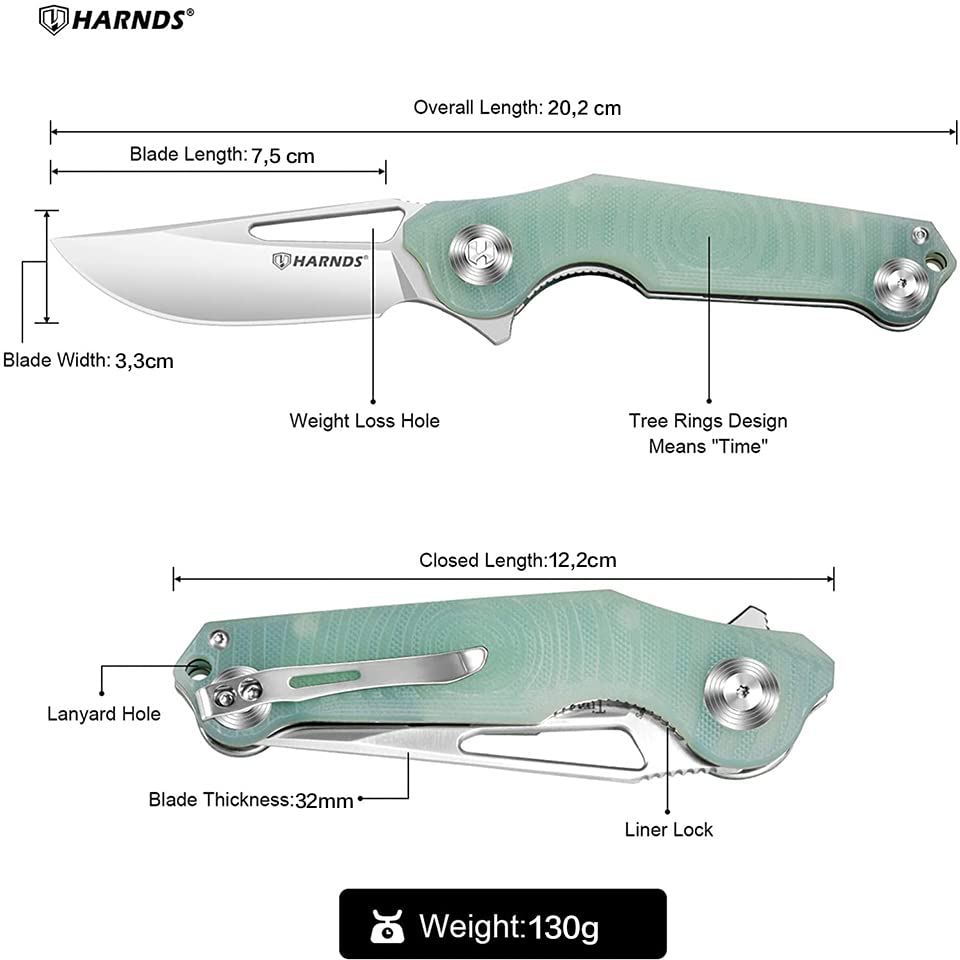 HARNDS®
Overall Length: 20,2 cm
Blade Length: 7,5 cm
HARNDS®
Blade Width: 3,3cm
Weight Loss Hole
Tree Rings Design
Means "Time"
Closed Length:12,2cm
Lanyard Hole
Blade Thickness:32mm
Liner Lock
Weight:130g